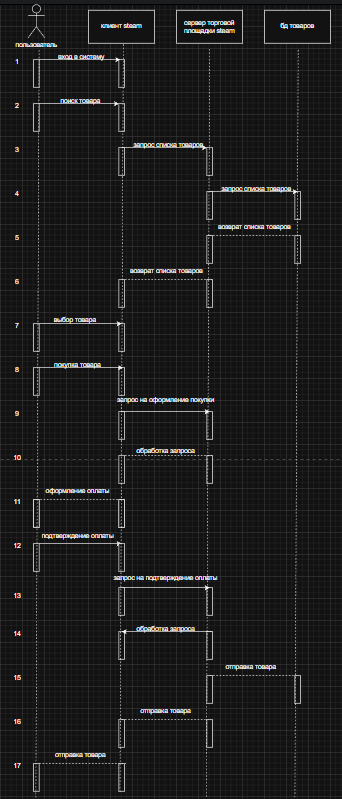 клиент steam
сервер торговой
площадки steam
бд товаров
пользователь
1
вход в систему
2
поиск товара
3
запрос списка товаров
4
запрос списка товаров
5
возврат списка товаров
6
возврат списка товаров
7
выбор товара
8
покупка товара
9
запрос на оформление покупки
10
обработка запроса
11
оформление оплаты
12
подтверждение оплаты
13
запрос на подтверждение оплаты
14
обработка запроса
15
отправка товара
16
отправка товара
17
отправка товара